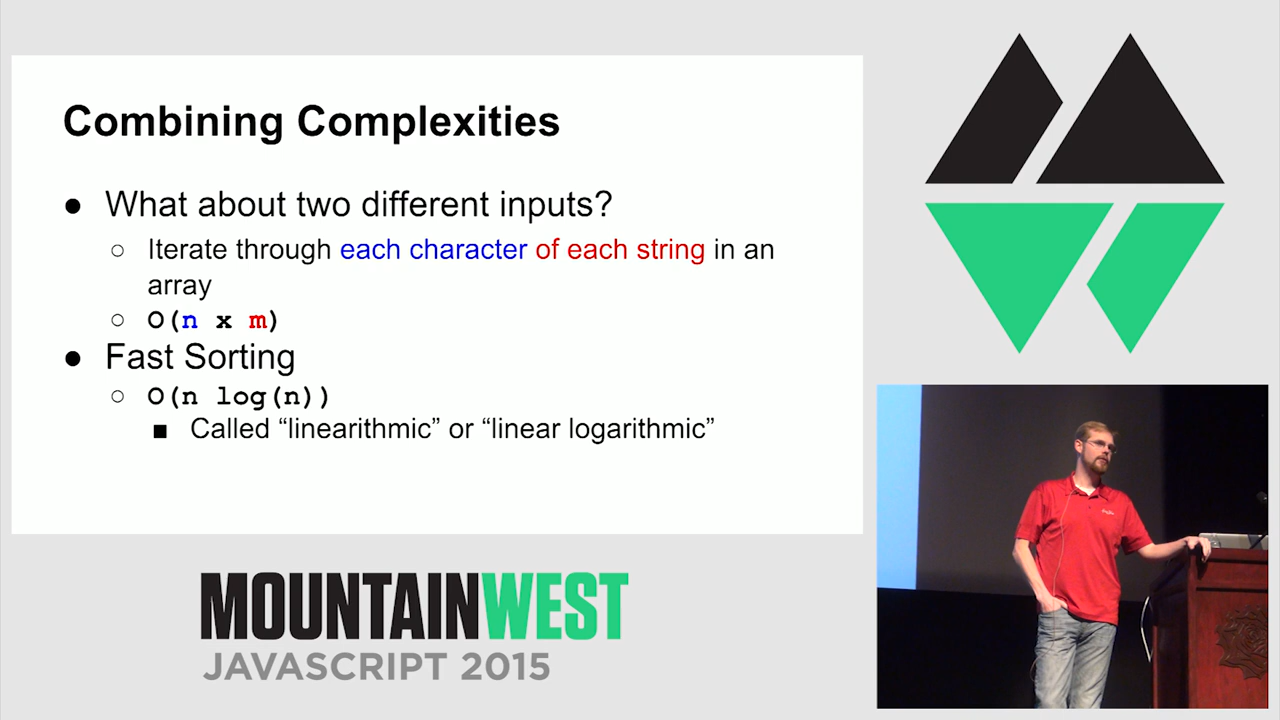 Combining Complexities
● What about two different inputs?
○ Iterate through each character of each string in an
array
○ O(n x m)
● Fast Sorting
○ O(n log(n))
■ Called “linearithmic” or “linear logarithmic”
MOUNTAINWEST
JAVASCRIPT 2015